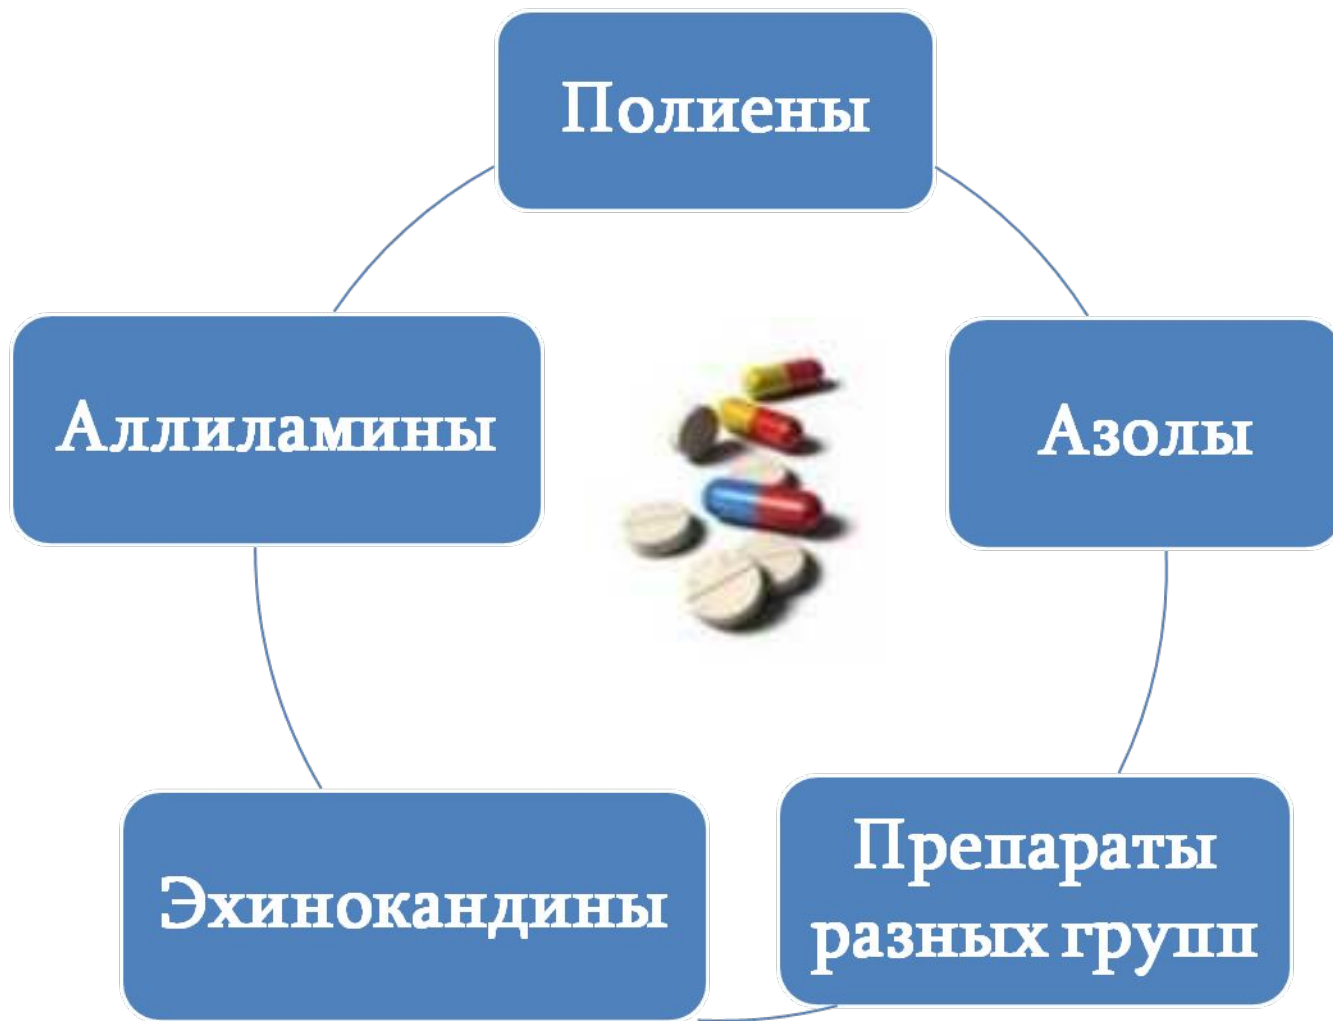 Полиены
Аллиламины
Азолы
Эхинокандины
Препараты
разных групп